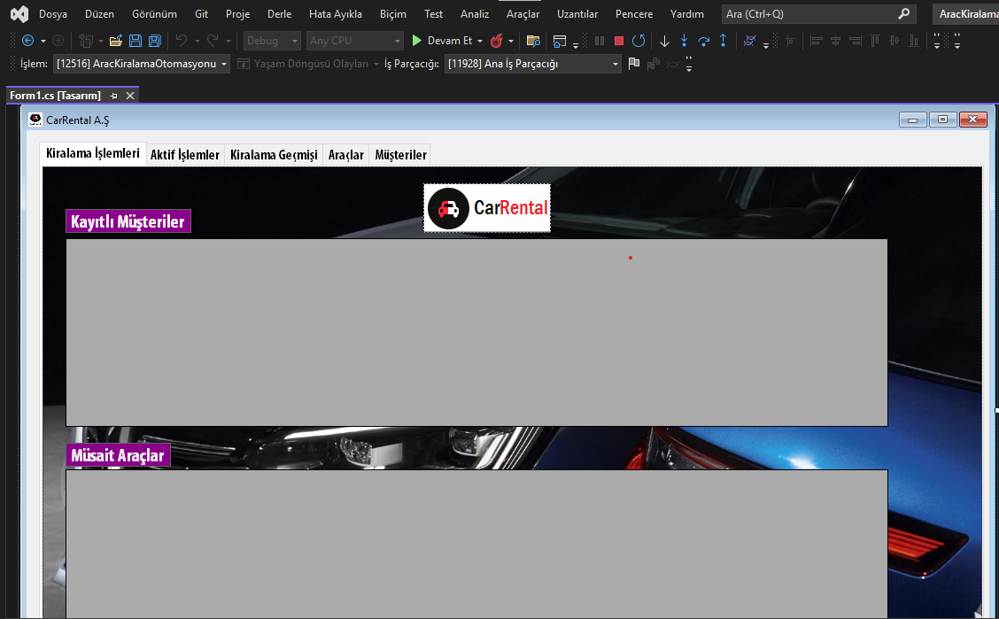 Dosya Düzen Görünüm Git Proje Derle Hata Ayıkla Biçim Test Analiz Araçlar Uzantılar Pencere Yardım Ara (Ctrl+Q) AracKiralama
Debug Any CPU Devam Et
İşlem: [12516] AracKiralamaOtomasyonu Yaşam Döngüsü Olayları İş Parçacığı: [11928] Ana İş Parçacığı
Form1.cs [Tasarım]
CarRental A.Ş
Kiralama İşlemleri Aktif İşlemler Kiralama Geçmişi Araçlar Müşteriler
CarRental
Kayıtlı Müşteriler
Müsait Araçlar